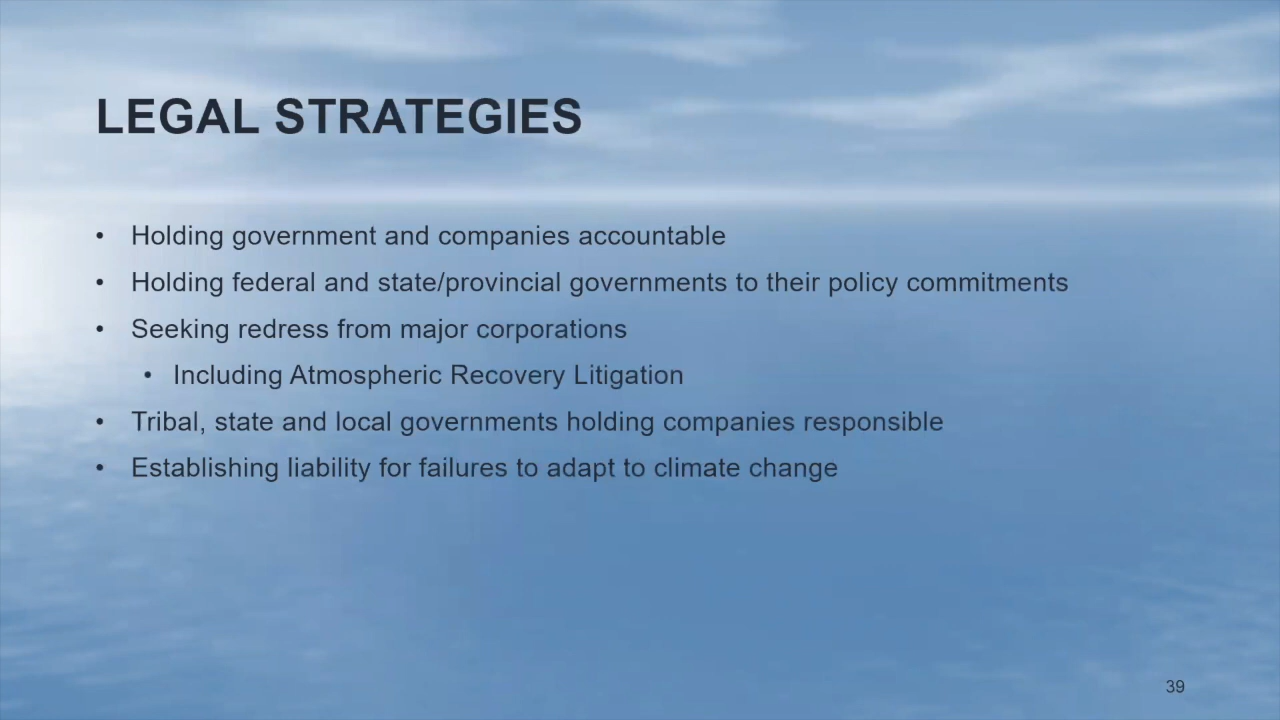 LEGAL STRATEGIES
• Holding government and companies accountable
• Holding federal and state/provincial governments to their policy commitments
• Seeking redress from major corporations
• Including Atmospheric Recovery Litigation
• Tribal, state and local governments holding companies responsible
• Establishing liability for failures to adapt to climate change
39